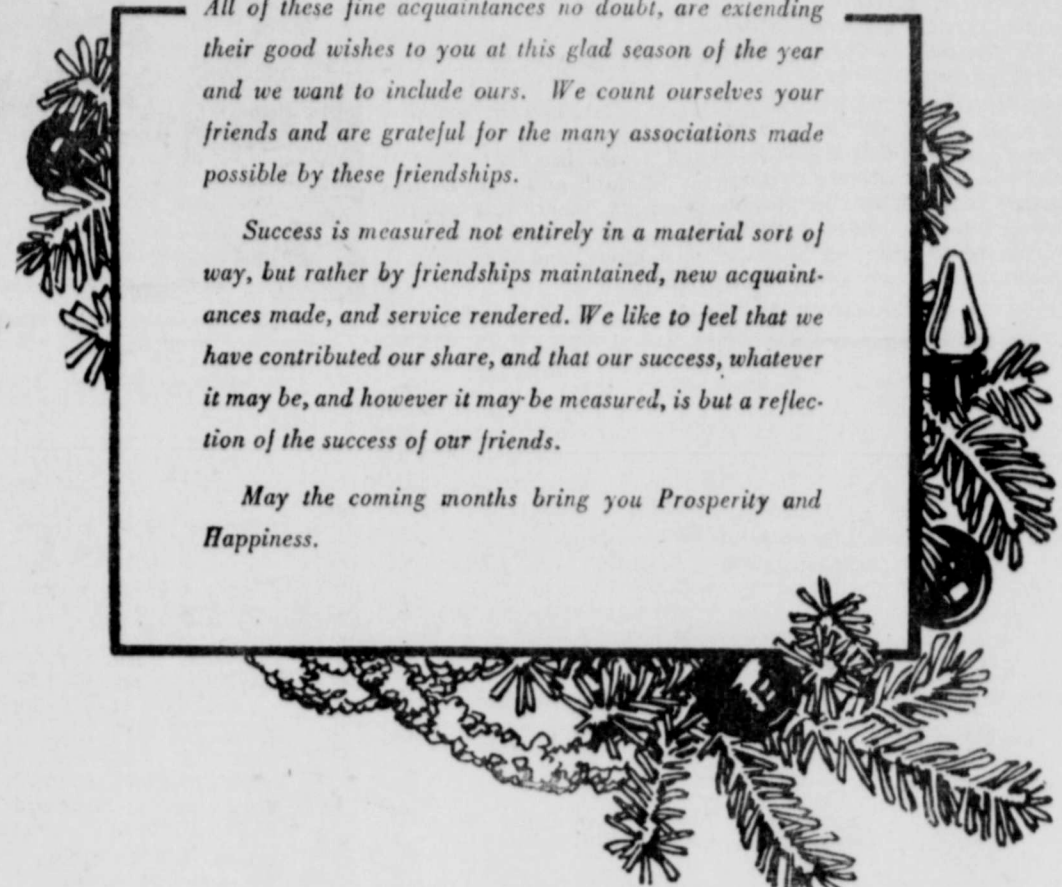 All of these fine acquaintances no doubt, are extending
their good wishes to you at this glad season of the year
and we want to include ours. We count ourselves your
friends and are grateful for the many associations made
possible by these friendships.
Success is measured not entirely in a material sort of
way, but rather by friendships maintained, new acquaint-
ances made, and service rendered. We like to feel that we
have contributed our share, and that our success, whatever
it may be, and however it may be measured, is but a reflec-
tion of the success of our friends.
May the coming months bring you Prosperity and
Happiness.